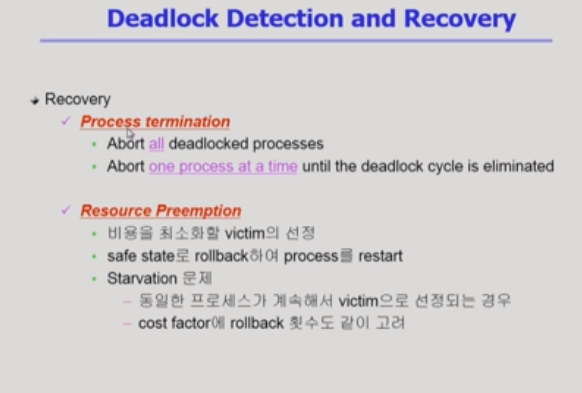 Deadlock Detection and Recovery
Recovery
Process termination
Abort all deadlocked processes
Abort one process at a time until the deadlock cycle is eliminated
Resource Preemption
비용을 최소화할 victim의 선정
safe state로 rollback하여 process를 restart
Starvation 문제
동일한 프로세스가 계속해서 victim으로 선정되는 경우
cost factor에 rollback 횟수도 같이 고려